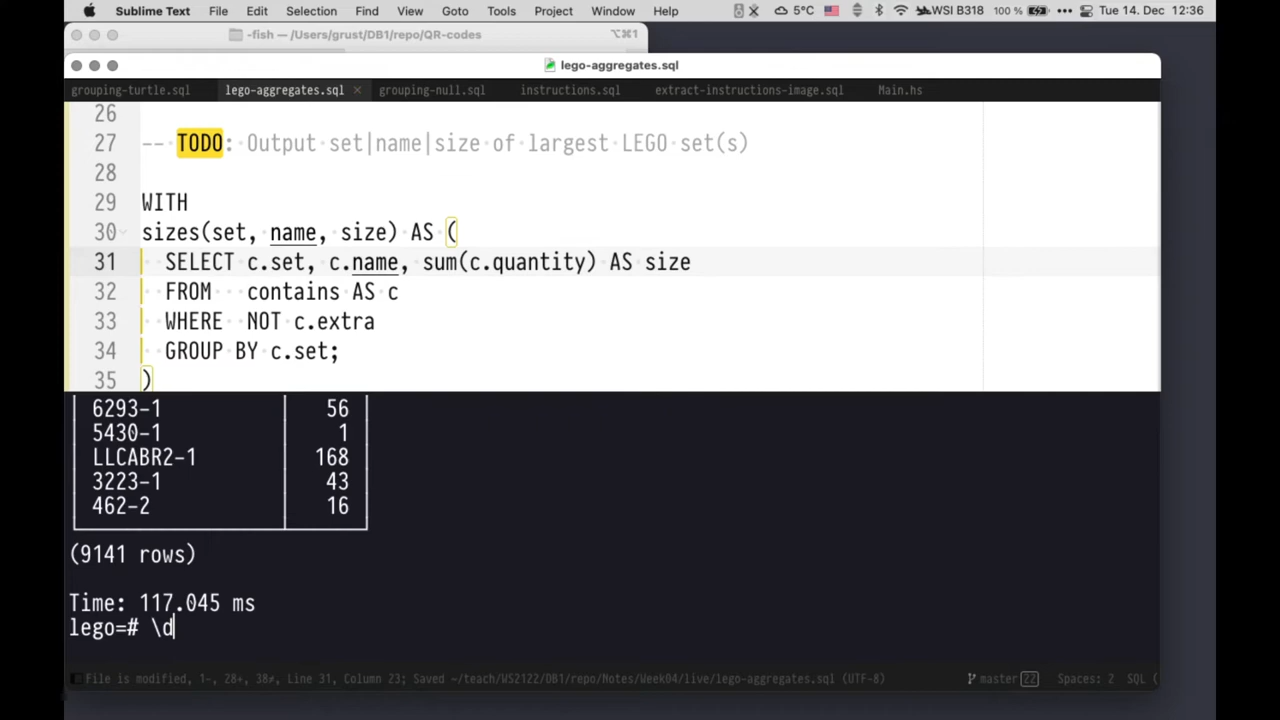 Sublime Text File Edit Selection Find View Goto Tools Project Window Help 5°C WSI B318 100 % Tue 14. Dec 12:36
-fish — /Users/grust/DB1/repo/QR-codes ⌥⌘1
lego-aggregates.sql
grouping-turtle.sql lego-aggregates.sql × grouping-null.sql instructions.sql extract-instructions-image.sql Main.hs
26
27 -- TODO: Output set|name|size of largest LEGO set(s)
28
29 WITH
30 sizes(set, name, size) AS (
31 SELECT c.set, c.name, sum(c.quantity) AS size
32 FROM contains AS c
33 WHERE NOT c.extra
34 GROUP BY c.set;
35 )
6293-1 56
5430-1 1
LLCABR2-1 168
3223-1 43
462-2 16
(9141 rows)
Time: 117.045 ms
lego=# \d
File is modified, 1-, 28+, 38≠, Line 31, Column 23; Saved ~/teach/WS2122/DB1/repo/Notes/Week04/live/lego-aggregates.sql (UTF-8) master 22 Spaces: 2 SQL (